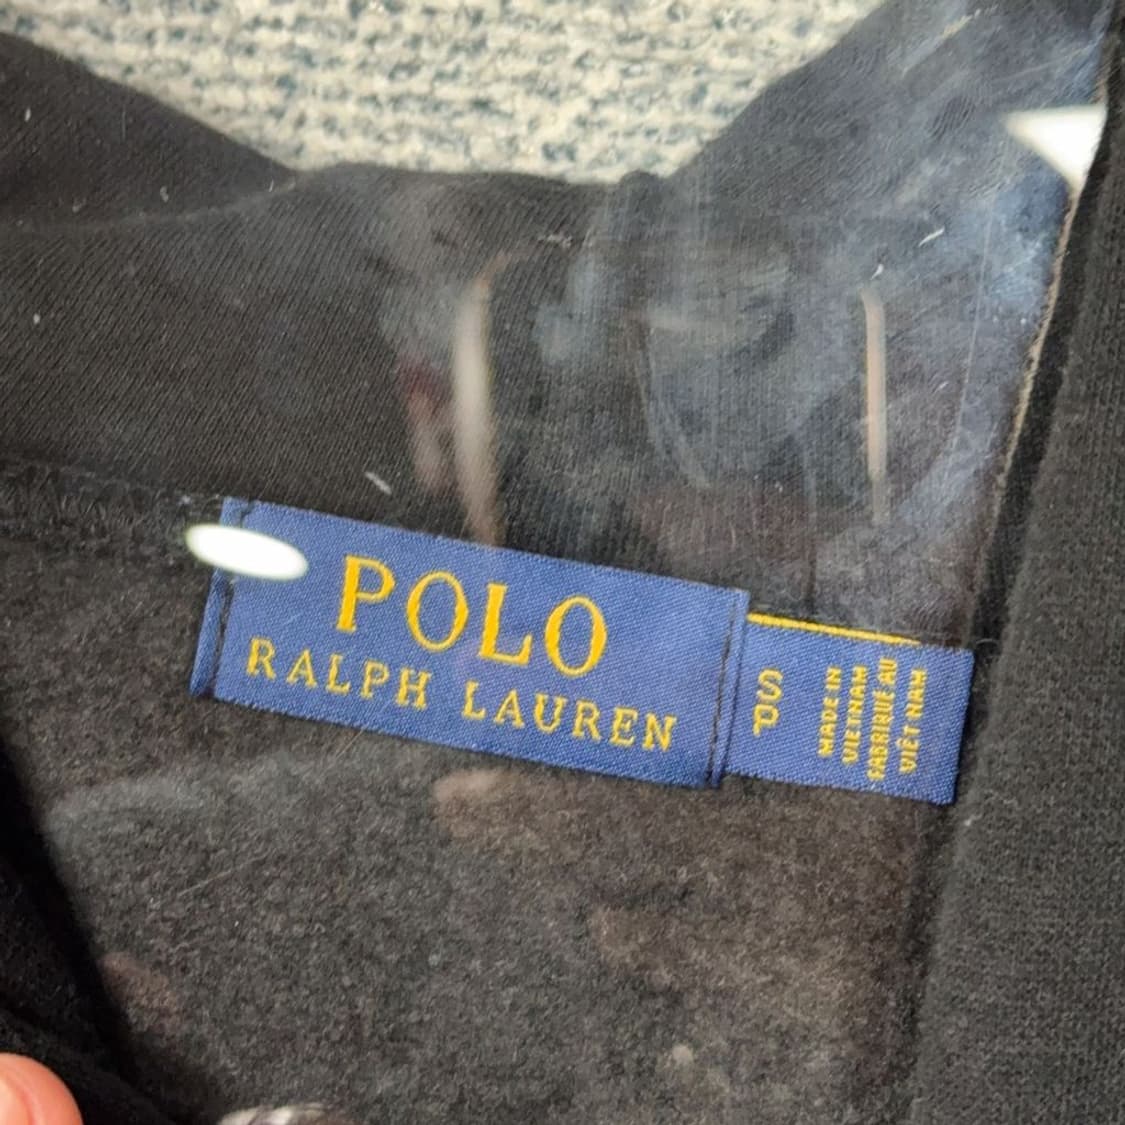 POLO
RALPH LAUREN
S
P
MADE IN
VIETNAM
FABRIQUÉ AU
VIÊT NAM